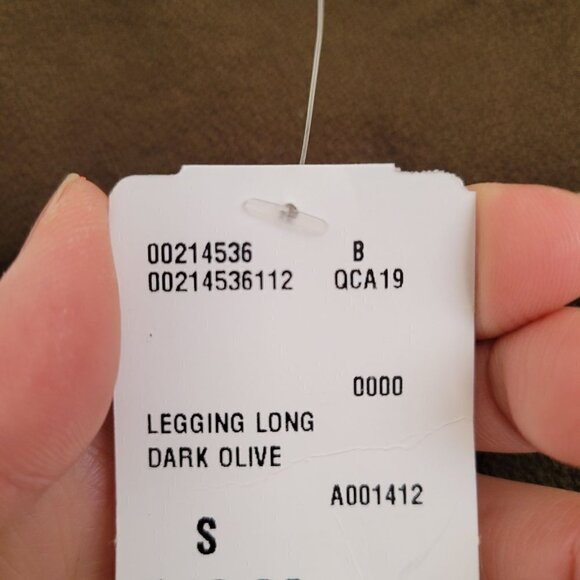 00214536 B
00214536112 QCA19
0000
LEGGING LONG
DARK OLIVE
A001412
S